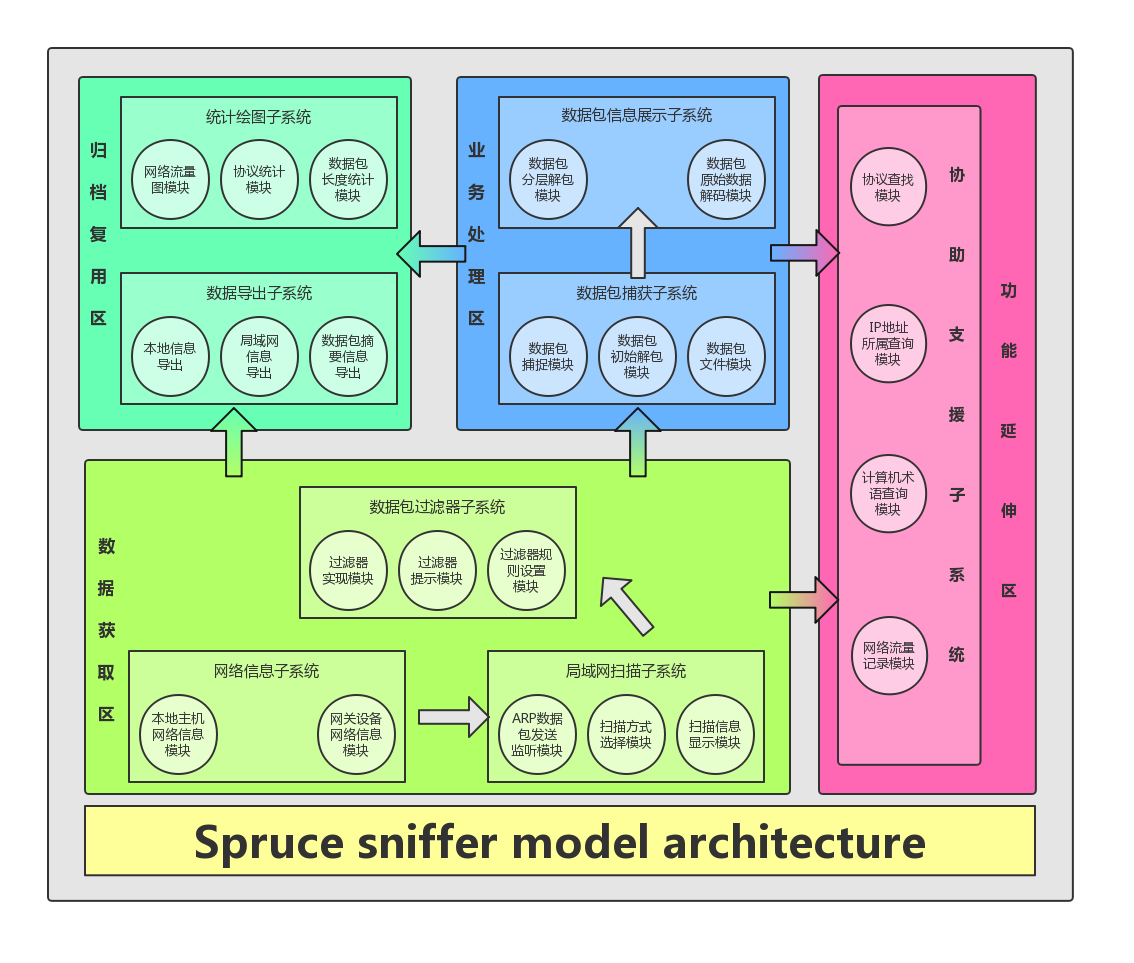 归档复用区
统计绘图子系统
网络流量
图模块
协议统计
模块
数据包
长度统计
模块
数据导出子系统
本地信息
导出
局域网
信息
导出
数据包摘
要信息
导出
业务处理区
数据包信息展示子系统
数据包
分层解包
模块
数据包
原始数据
解码模块
数据包捕获子系统
数据包
捕捉模块
数据包
初始解包
模块
数据包
文件模块
功能延伸区
协助支援子系统
协议查找
模块
IP地址
所属查询
模块
计算机术
语查询
模块
网络流量
记录模块
数据获取区
数据包过滤器子系统
过滤器
实现模块
过滤器
提示模块
过滤器规
则设置
模块
网络信息子系统
本地主机
网络信息
模块
网关设备
网络信息
模块
局域网扫描子系统
ARP数据
包发送
监听模块
扫描方式
选择模块
扫描信息
显示模块
Spruce sniffer model architecture